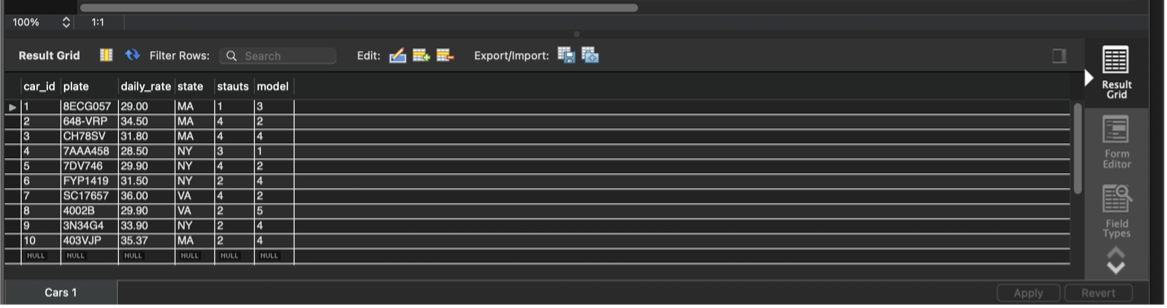 100% 1:1
Result Grid Filter Rows: Search Edit: Export/Import:
car_id plate daily_rate state stauts model
1 8ECG057 29.00 MA 1 3
2 648-VRP 34.50 MA 4 2
3 CH78SV 31.80 MA 4 4
4 7AAA458 28.50 NY 3 1
5 7DV746 29.90 NY 4 2
6 FYP1419 31.50 NY 2 4
7 SC17657 36.00 VA 4 2
8 4002B 29.90 VA 2 5
9 3N34G4 33.90 NY 2 4
10 403VJP 35.37 MA 2 4
NULL NULL NULL NULL NULL NULL
Result
Grid
Form
Editor
Field
Types
Cars 1 Apply Revert